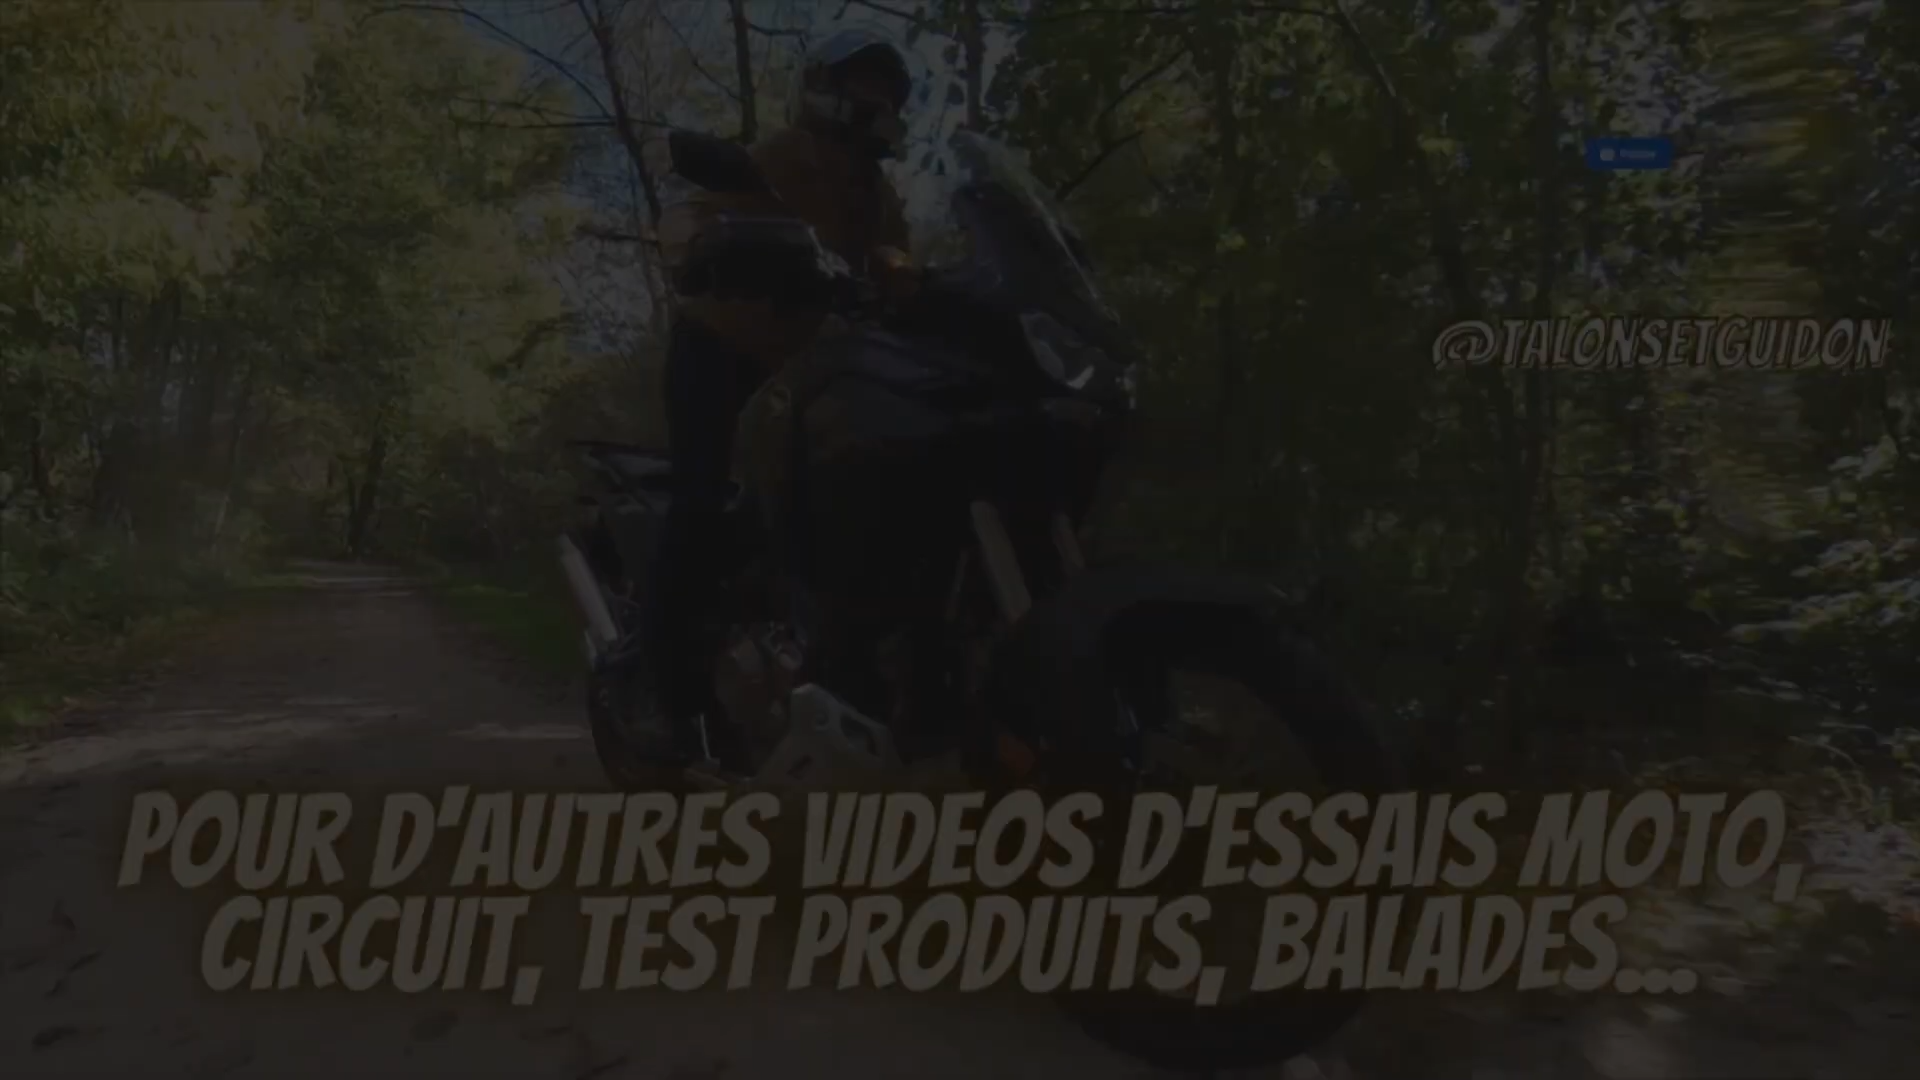 @TALONSETGUIDON
POUR D'AUTRES VIDEOS D'ESSAIS MOTO,
CIRCUIT, TEST PRODUITS, BALADES...